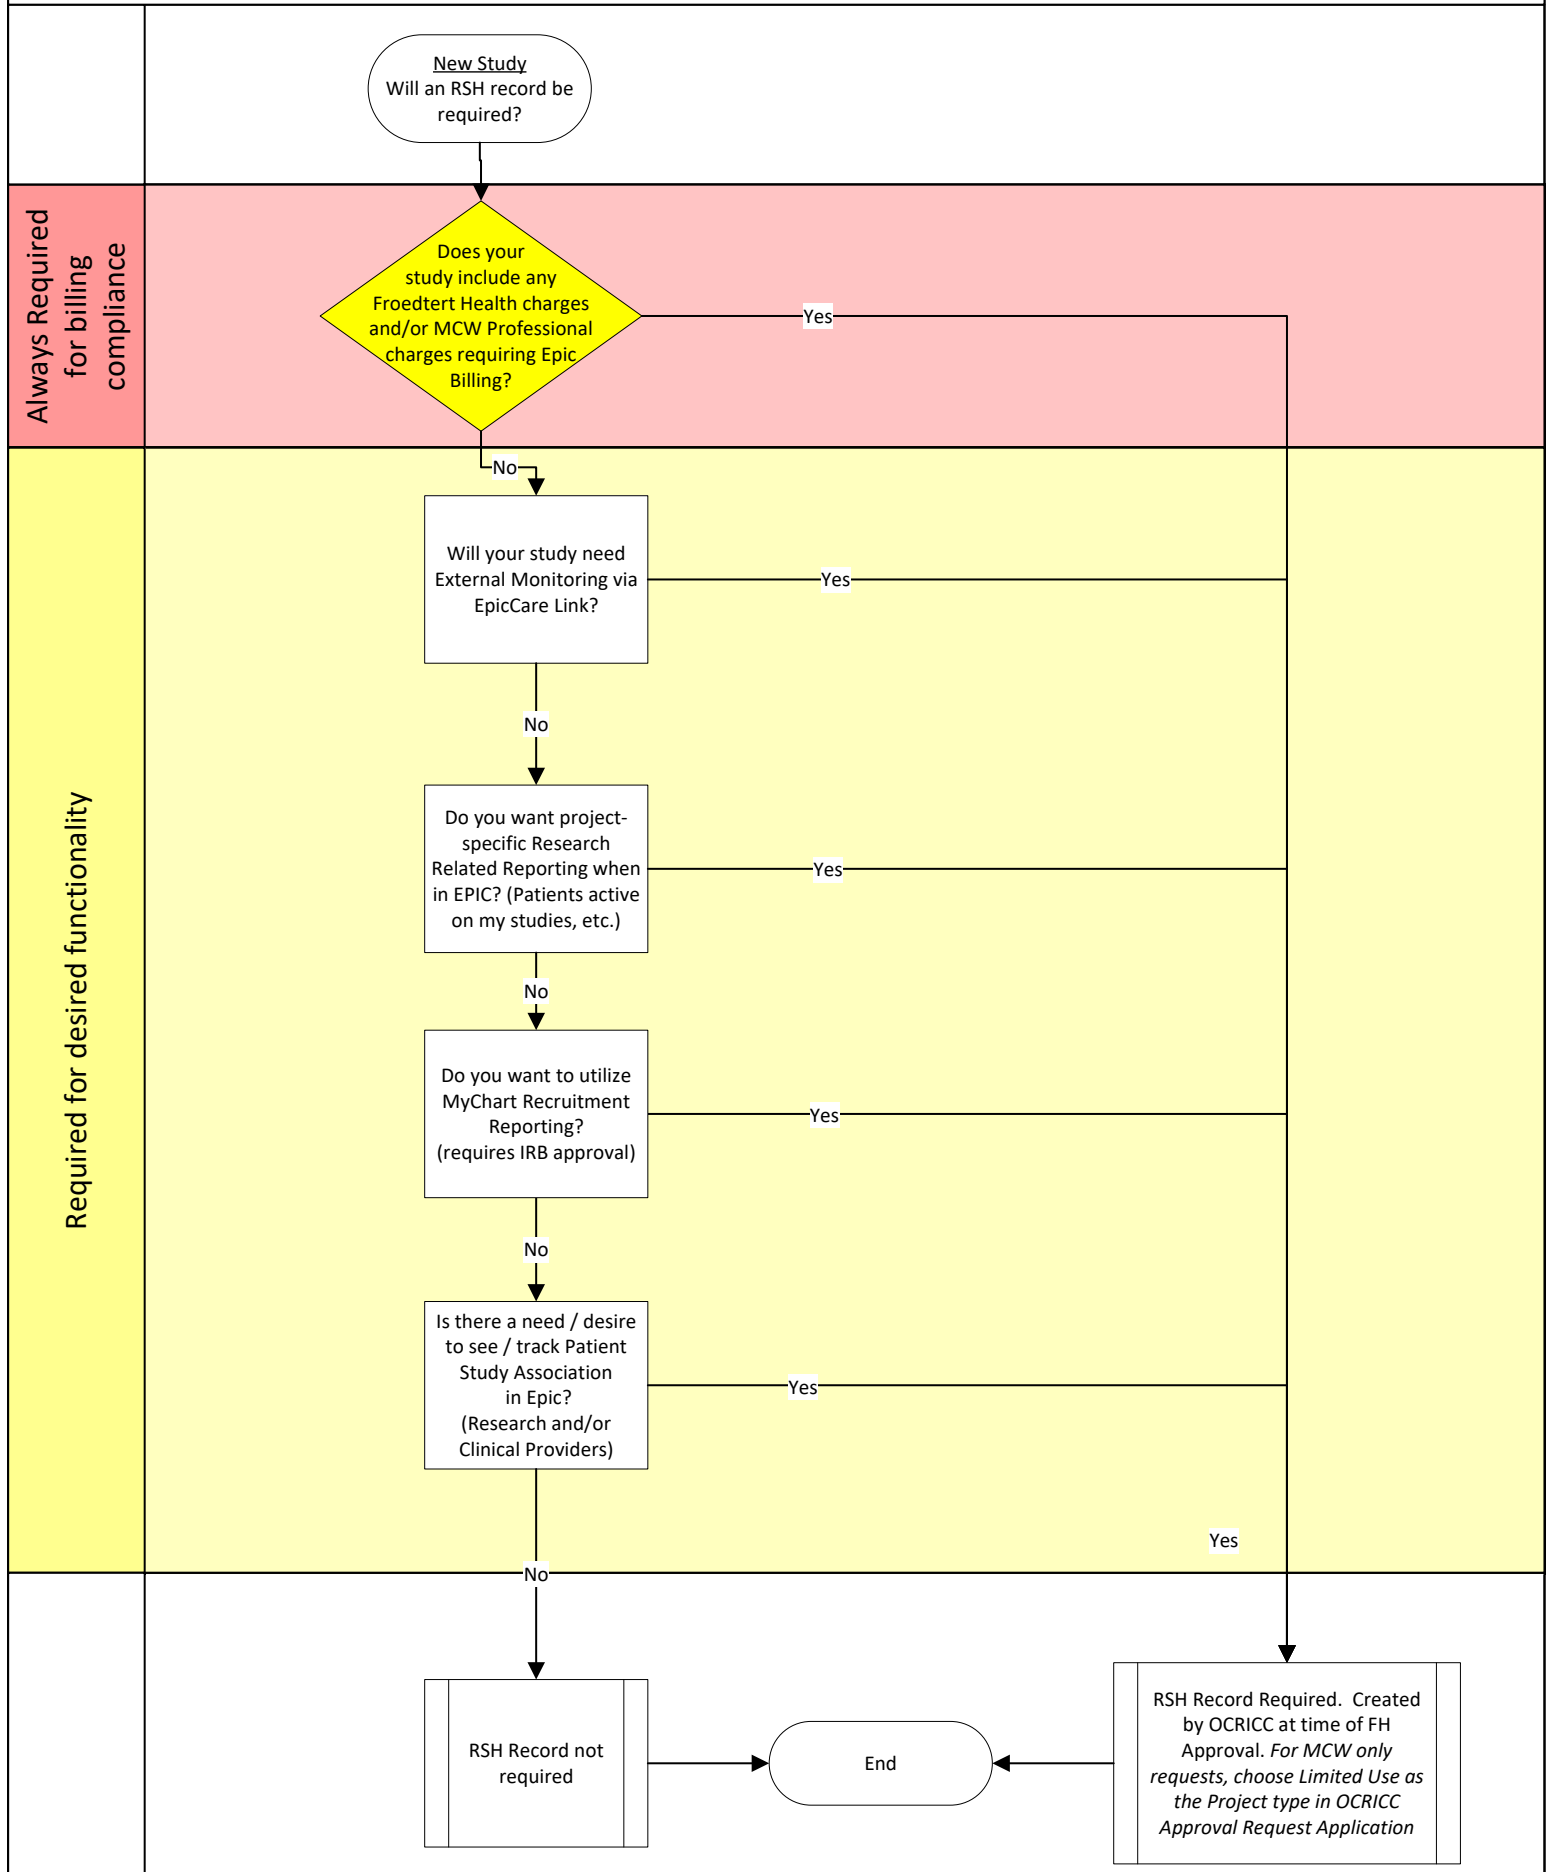 New Study
Will an RSH record be
required?
Always Required
for billing
compliance
Does your
study include any
Froedtert Health charges
and/or MCW Professional
charges requiring Epic
Billing?
Yes
No
Required for desired functionality
Will your study need
External Monitoring via
EpicCare Link?
Yes
No
Do you want project-
specific Research
Related Reporting when
in EPIC? (Patients active
on my studies, etc.)
Yes
No
Do you want to utilize
MyChart Recruitment
Reporting?
(requires IRB approval)
Yes
No
Is there a need / desire
to see / track Patient
Study Association
in Epic?
(Research and/or
Clinical Providers)
Yes
Yes
No
RSH Record not
required
End
RSH Record Required.  Created
by OCRICC at time of FH
Approval. For MCW only
requests, choose Limited Use as
the Project type in OCRICC
Approval Request Application